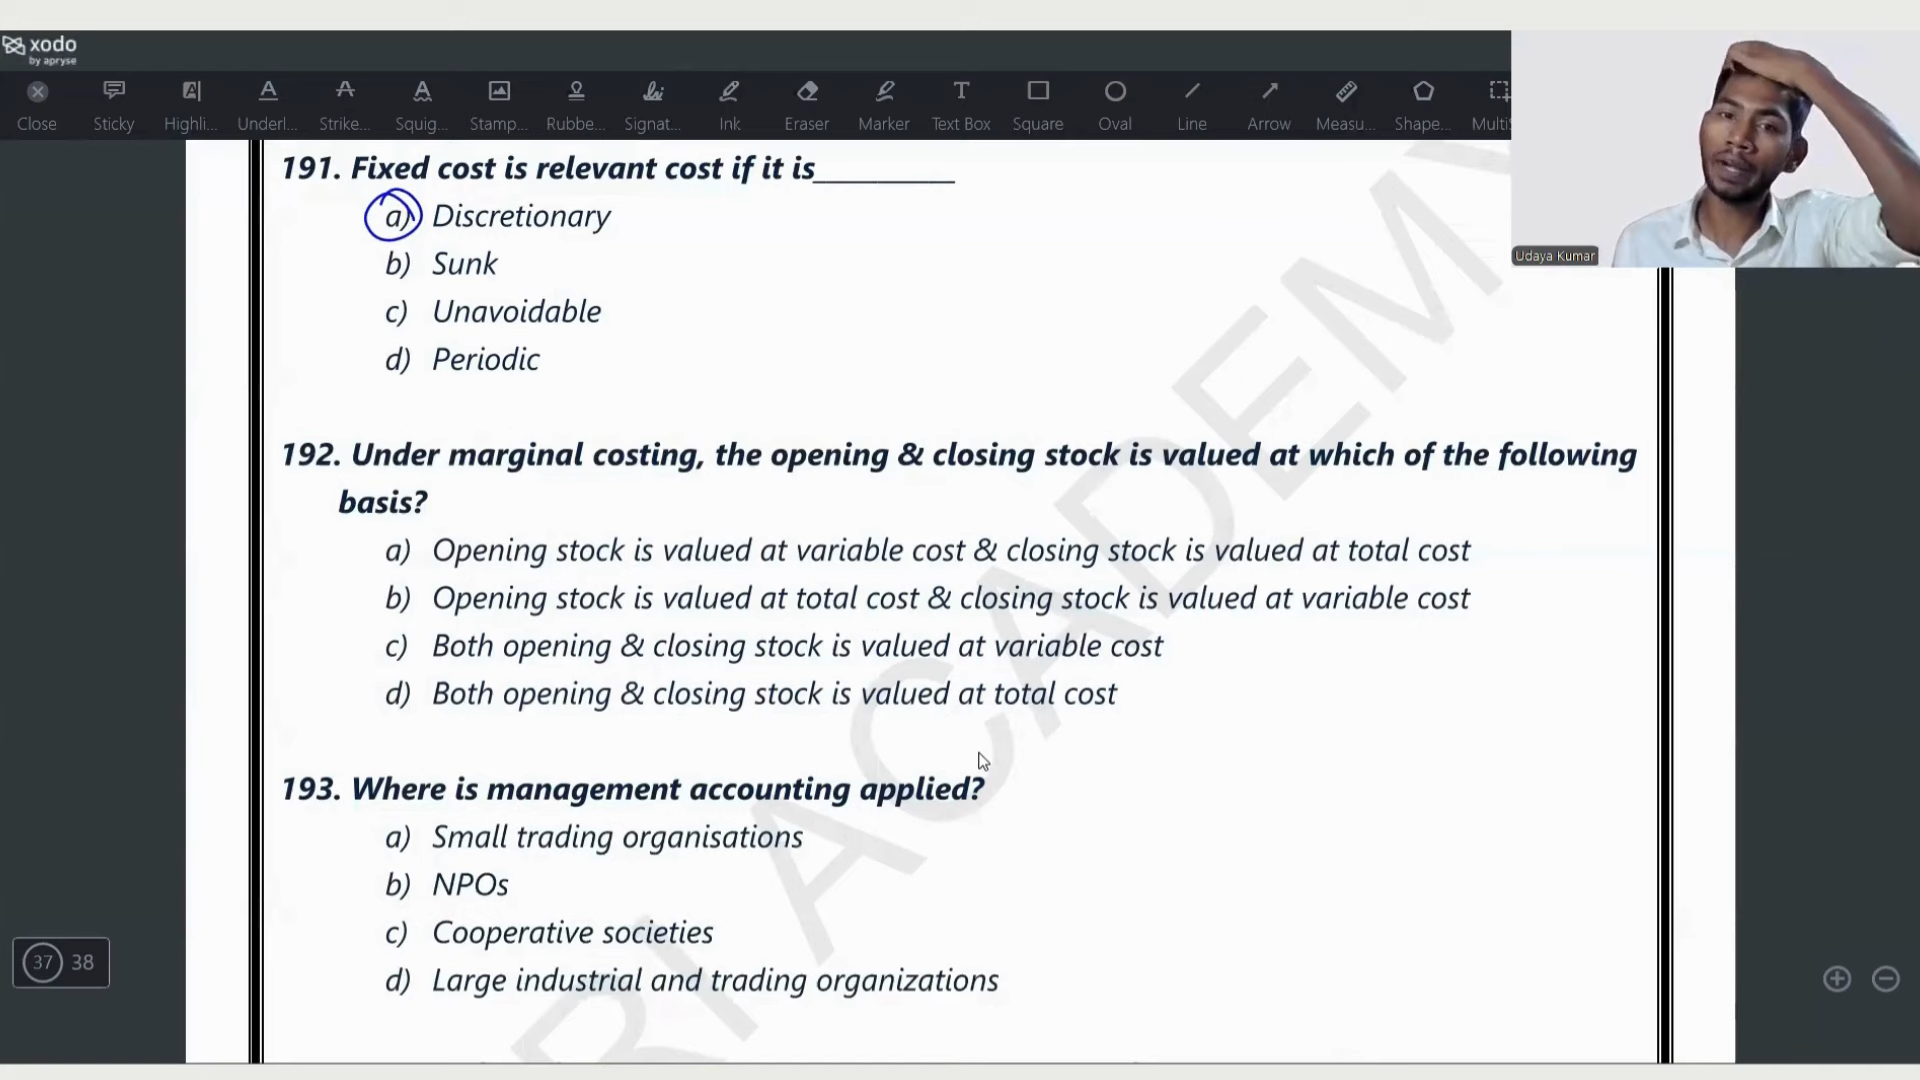 xodo
by apryse
Close Sticky Highli... Underl... Strike... Squig... Stamp... Rubbe... Signat... Ink Eraser Marker Text Box Square Oval Line Arrow Measu... Shape... Multi
Udaya Kumar
191. Fixed cost is relevant cost if it is__________
a) Discretionary
b) Sunk
c) Unavoidable
d) Periodic
192. Under marginal costing, the opening & closing stock is valued at which of the following
basis?
a) Opening stock is valued at variable cost & closing stock is valued at total cost
b) Opening stock is valued at total cost & closing stock is valued at variable cost
c) Both opening & closing stock is valued at variable cost
d) Both opening & closing stock is valued at total cost
193. Where is management accounting applied?
a) Small trading organisations
b) NPOs
c) Cooperative societies
d) Large industrial and trading organizations
37 38
RI ACADEMY